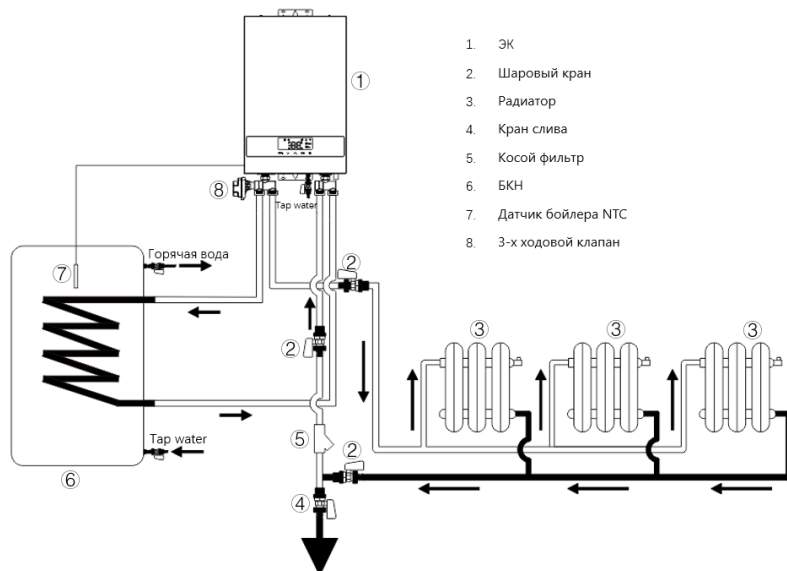 1. ЭК
2. Шаровый кран
3. Радиатор
4. Кран слива
5. Косой фильтр
6. БКН
7. Датчик бойлера NTC
8. 3-х ходовой клапан
①
⑧
Tap water
Горячая вода
⑦
②
③
③
③
②
⑤
Tap water
②
⑥
④